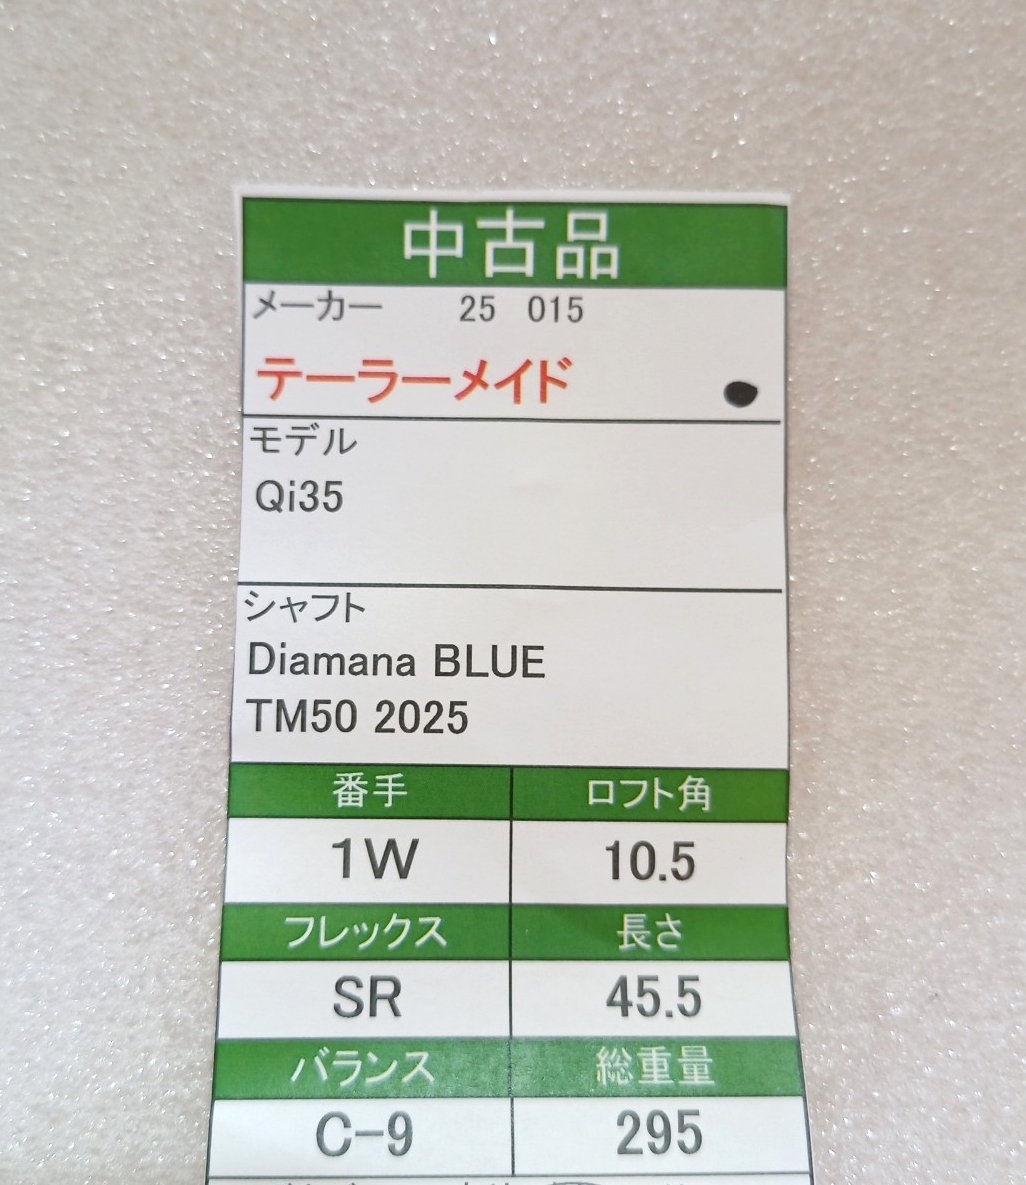 中古品
メーカー 25 015
テーラーメイド
モデル
Qi35
シャフト
Diamana BLUE
TM50 2025
番手 ロフト角
1W 10.5
フレックス 長さ
SR 45.5
バランス 総重量
C-9 295